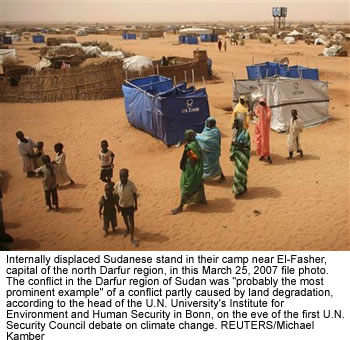 OXFAM
Internally displaced Sudanese stand in their camp near El-Fasher,
capital of the north Darfur region, in this March 25, 2007 file photo.
The conflict in the Darfur region of Sudan was "probably the most
prominent example" of a conflict partly caused by land degradation,
according to the head of the U.N. University's Institute for
Environment and Human Security in Bonn, on the eve of the first U.N.
Security Council debate on climate change. REUTERS/Michael
Kamber